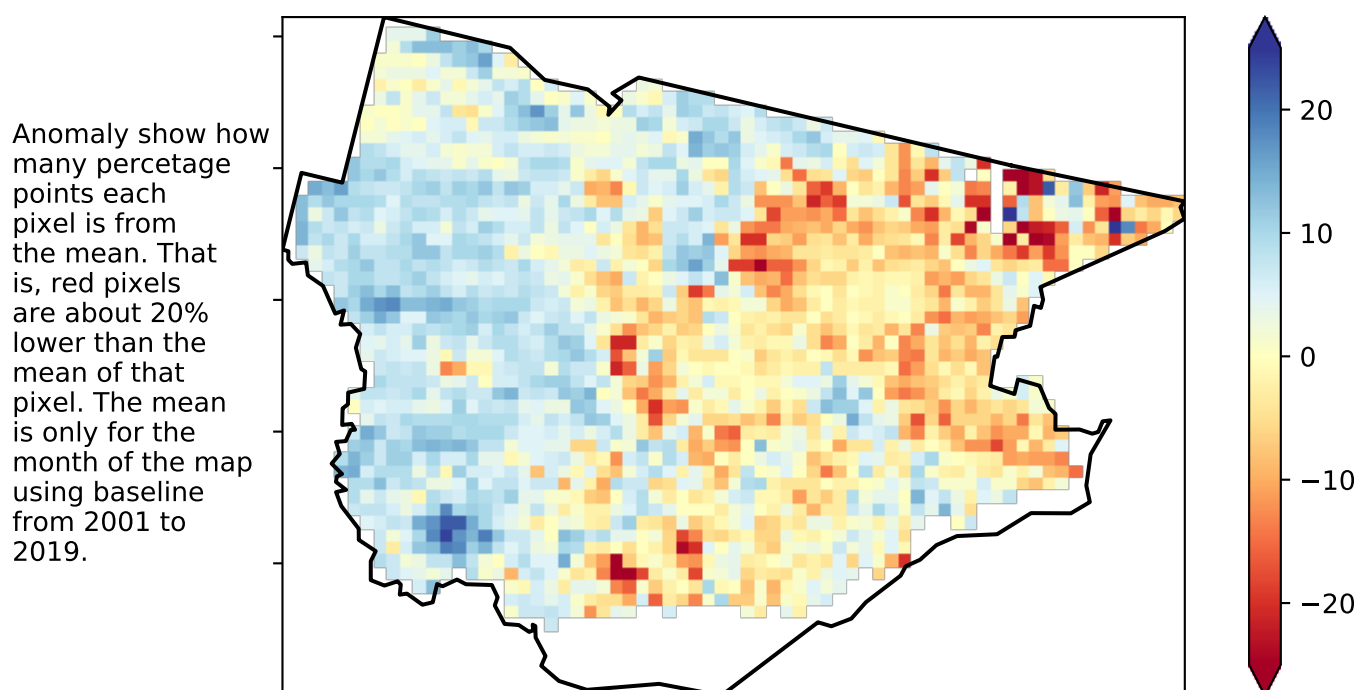 Anomaly show how
many percetage
points each
pixel is from
the mean. That
is, red pixels
are about 20%
lower than the
mean of that
pixel. The mean
is only for the
month of the map
using baseline
from 2001 to
2019.
20
10
0
−10
−20